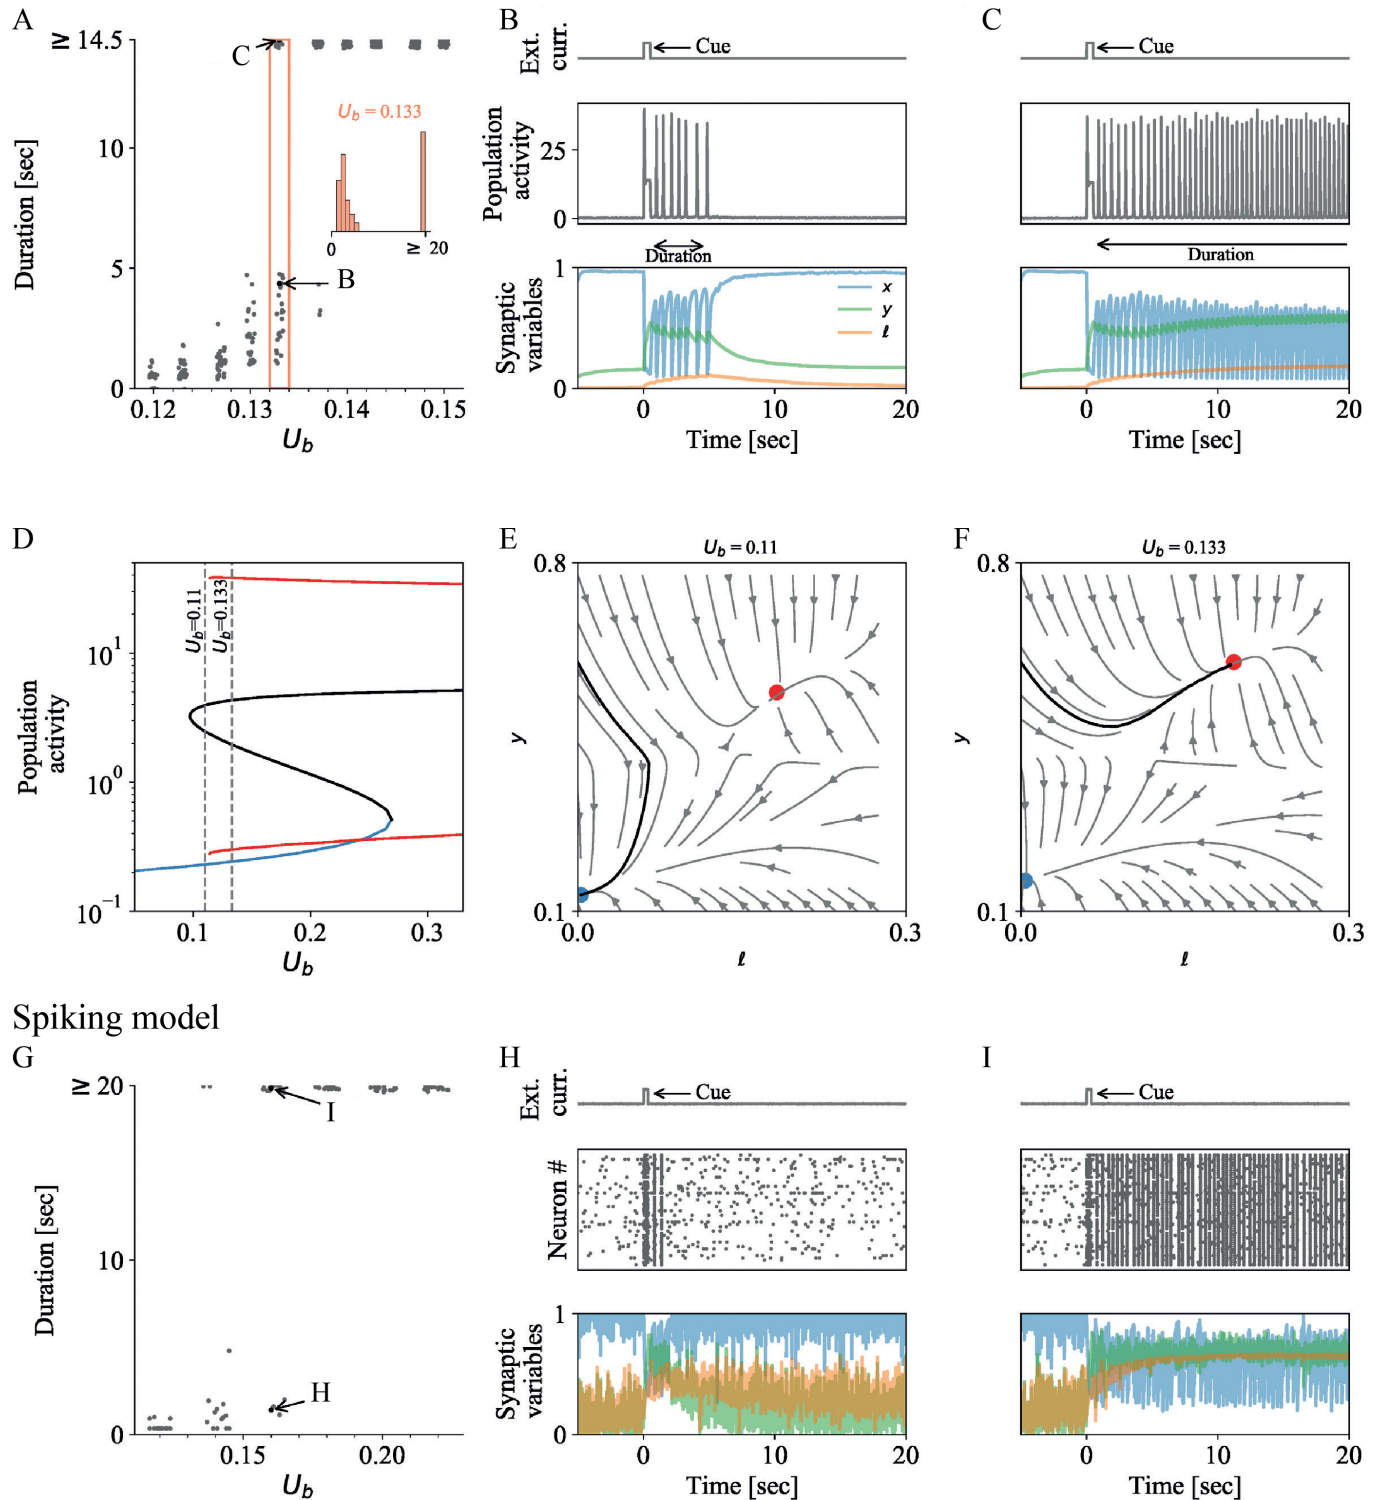 A
≥ 14.5
10
5
0
Duration [sec]
C
B
U_b = 0.133
0
≥ 20
0.12
0.13
0.14
0.15
U_b
B
Ext.
curr.
Cue
Population
activity
25
0
Duration
Synaptic
variables
1
0
x
y
ℓ
0
10
20
Time [sec]
C
Cue
Duration
0
10
20
Time [sec]
D
Population
activity
10¹
10⁰
10⁻¹
U_b=0.11
U_b=0.133
0.1
0.2
0.3
U_b
E
U_b = 0.11
0.8
y
0.1
0.0
0.3
ℓ
F
U_b = 0.133
0.8
y
0.1
0.0
0.3
ℓ
Spiking model
G
≥ 20
10
0
Duration [sec]
I
H
0.15
0.20
U_b
H
Ext.
curr.
Cue
Neuron #
Synaptic
variables
1
0
0
10
20
Time [sec]
I
Cue
0
10
20
Time [sec]